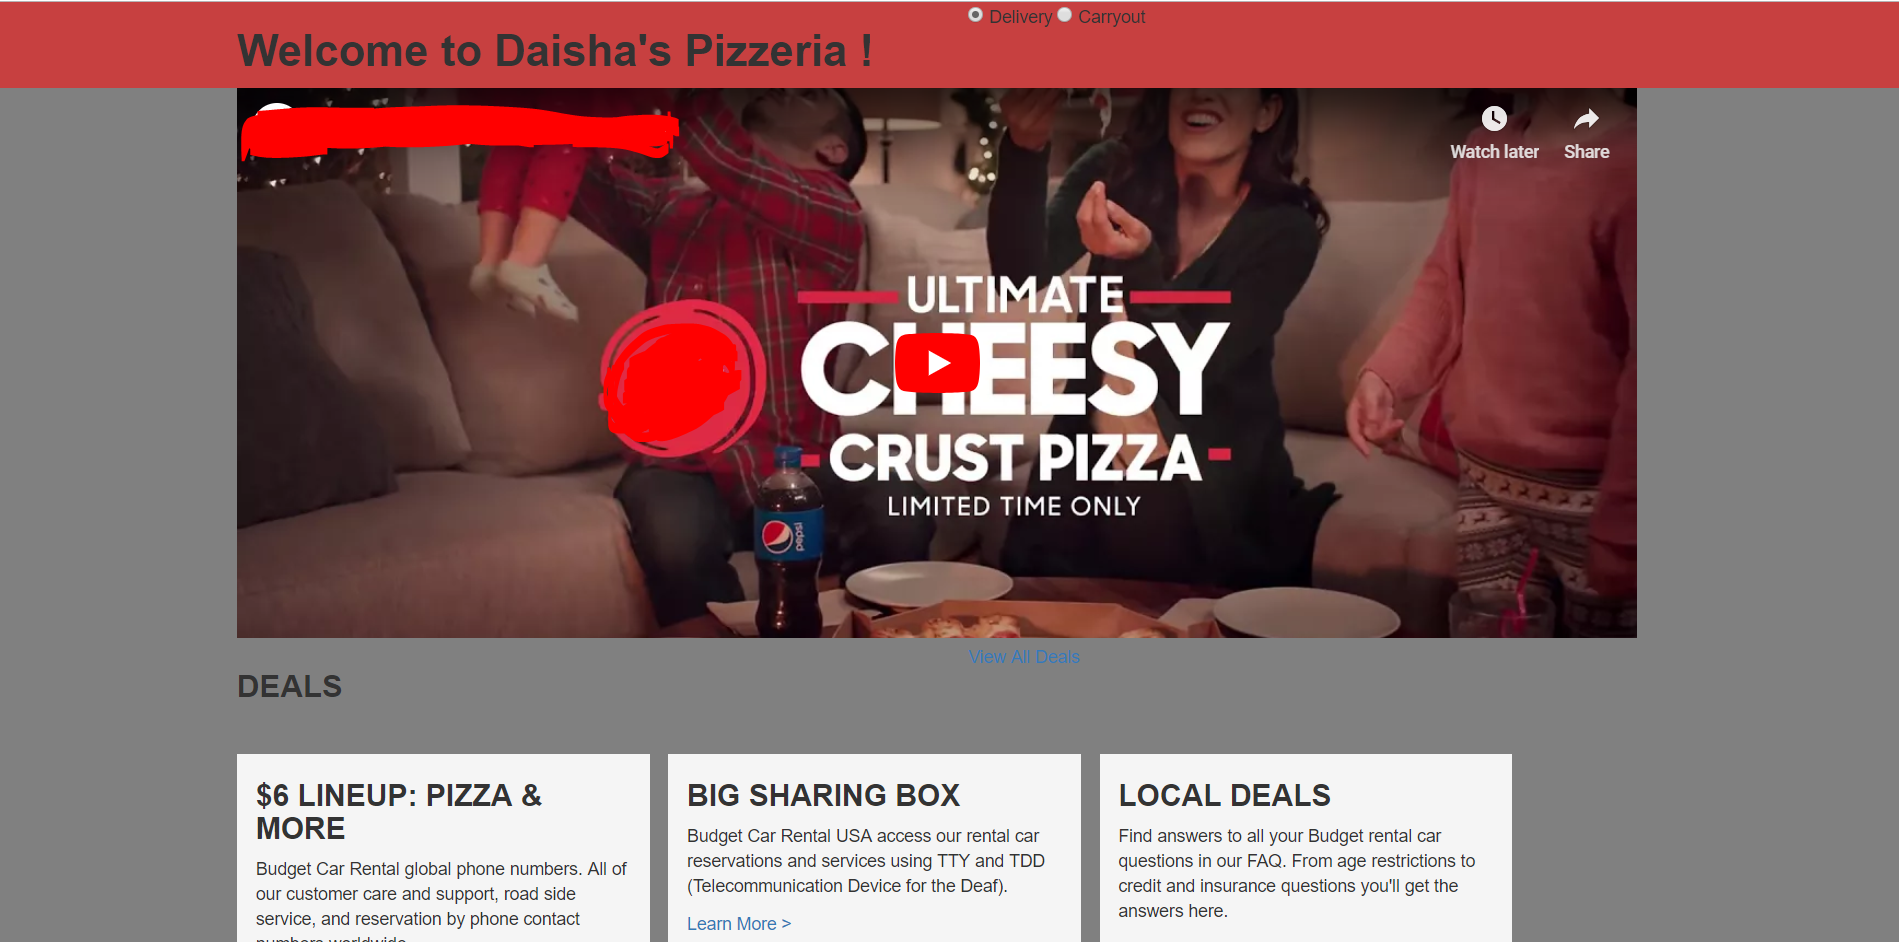 Delivery Carryout
Welcome to Daisha's Pizzeria !
Watch later Share
ULTIMATE
CHEESY
CRUST PIZZA
LIMITED TIME ONLY
pepsi
View All Deals
DEALS
$6 LINEUP: PIZZA &
MORE
Budget Car Rental global phone numbers. All of
our customer care and support, road side
service, and reservation by phone contact
numbers worldwide
BIG SHARING BOX
Budget Car Rental USA access our rental car
reservations and services using TTY and TDD
(Telecommunication Device for the Deaf).
Learn More >
LOCAL DEALS
Find answers to all your Budget rental car
questions in our FAQ. From age restrictions to
credit and insurance questions you'll get the
answers here.